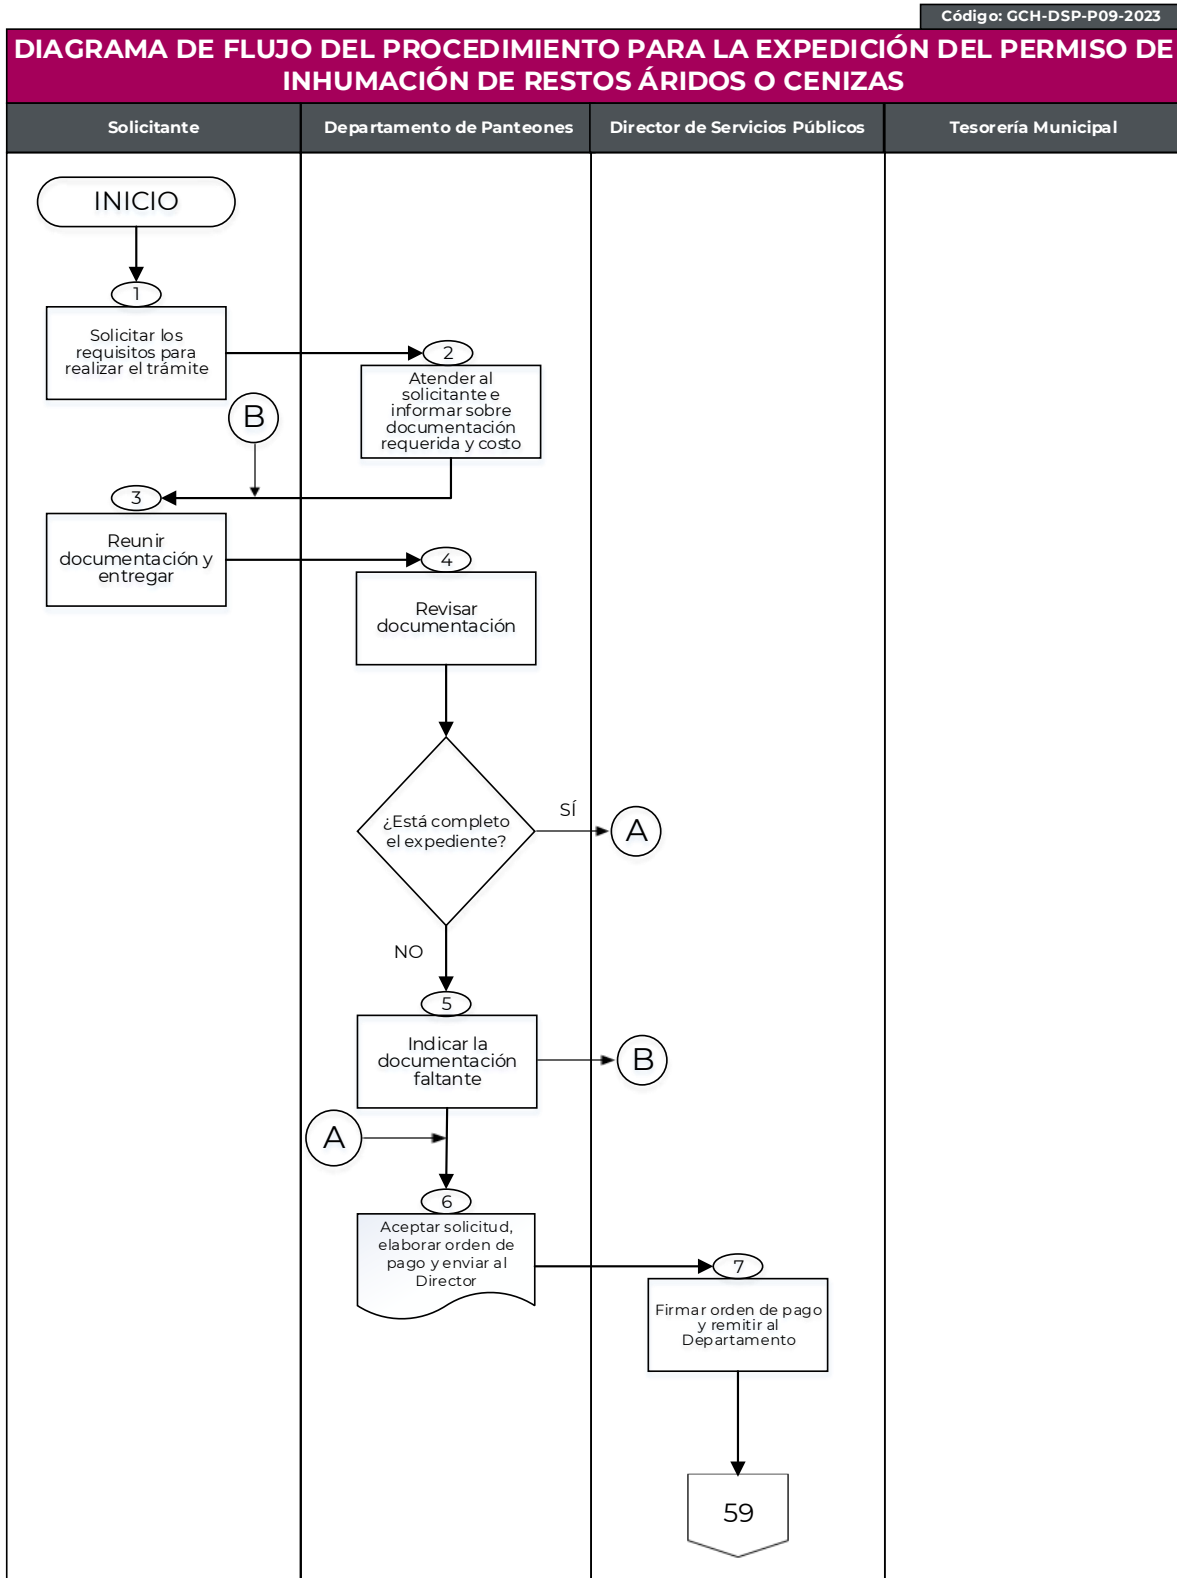 Código: GCH-DSP-P09-2023
DIAGRAMA DE FLUJO DEL PROCEDIMIENTO PARA LA EXPEDICIÓN DEL PERMISO DE
INHUMACIÓN DE RESTOS ÁRIDOS O CENIZAS
Solicitante
Departamento de Panteones
Director de Servicios Públicos
Tesorería Municipal
INICIO
1
Solicitar los
requisitos para
realizar el trámite
2
Atender al
solicitante e
informar sobre
documentación
requerida y costo
B
3
Reunir
documentación y
entregar
4
Revisar
documentación
¿Está completo
el expediente?
SÍ
A
NO
5
Indicar la
documentación
faltante
B
A
6
Aceptar solicitud,
elaborar orden de
pago y enviar al
Director
7
Firmar orden de pago
y remitir al
Departamento
59